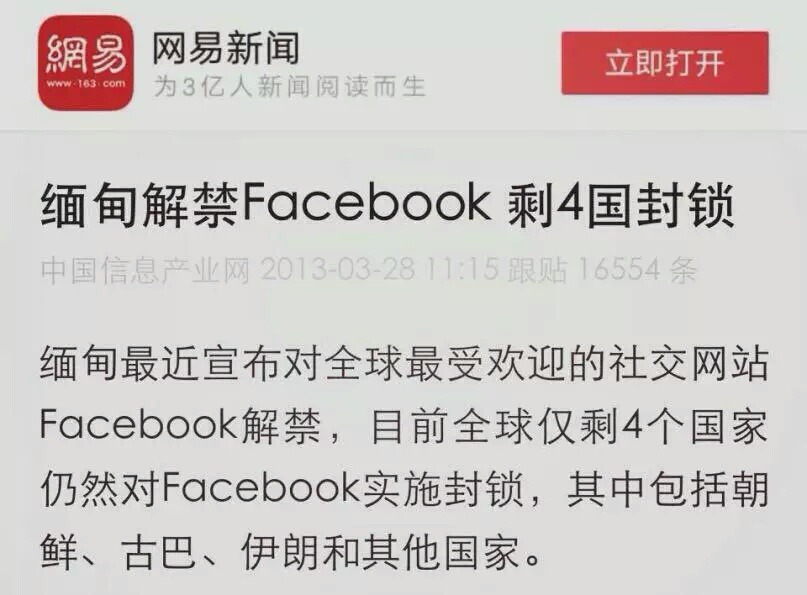 網易
www·163·com
网易新闻
为3亿人新闻阅读而生
立即打开
缅甸解禁Facebook 剩4国封锁
中国信息产业网 2013-03-28 11:15 跟贴 16554 条
缅甸最近宣布对全球最受欢迎的社交网站
Facebook解禁，目前全球仅剩4个国家
仍然对Facebook实施封锁，其中包括朝
鲜、古巴、伊朗和其他国家。